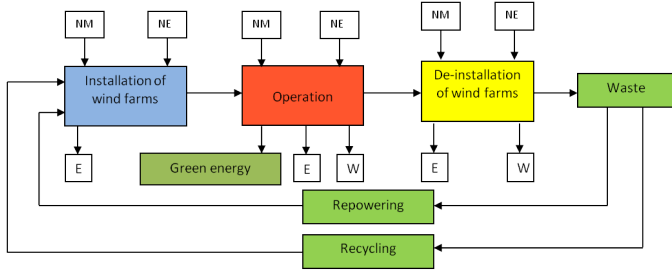 NM
NE
NM
NE
NM
NE
Installation of
wind farms
Operation
De-installation
of wind farms
Waste
E
Green energy
E
W
E
W
Repowering
Recycling